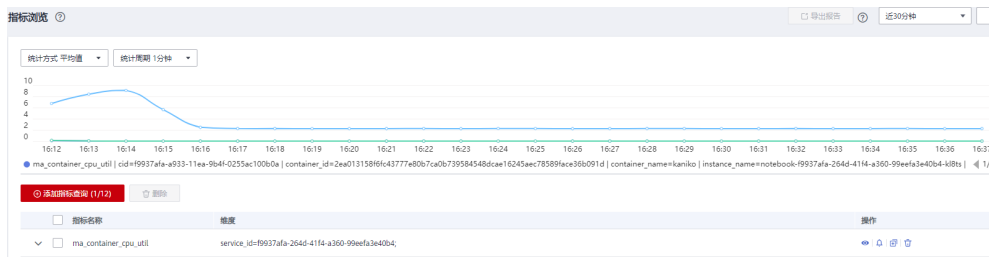 指标浏览
导出报告
近30分钟
统计方式 平均值
统计周期 1分钟
10
8
6
4
2
0
16:12 16:13 16:14 16:15 16:16 16:17 16:18 16:19 16:20 16:21 16:22 16:23 16:24 16:25 16:26 16:27 16:28 16:29 16:30 16:31 16:32 16:33 16:34 16:35 16:36 16:37
ma_container_cpu_util | cid=f9937afa-a933-11ea-9b4f-0255ac100b0a | container_id=2ea013158f6fc43777e80b7ca0b739584548dcae16245aec78589face36b091d | container_name=kaniko | instance_name=notebook-f9937afa-264d-41f4-a360-99eefa3e40b4-kl8ts | 1/
添加指标查询 (1/12) 删除
指标名称 维度 操作
ma_container_cpu_util service_id=f9937afa-264d-41f4-a360-99eefa3e40b4;